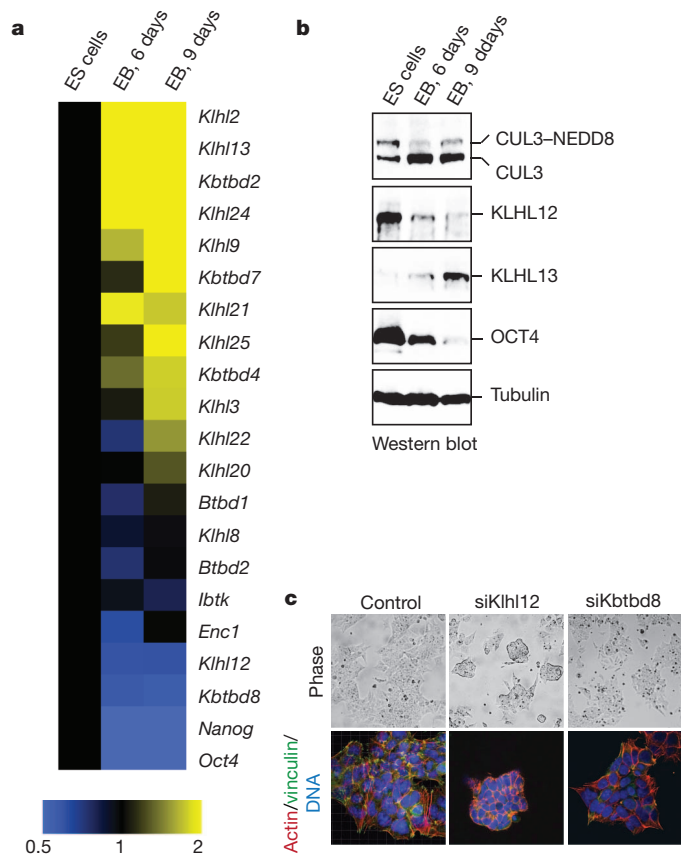 a
ES cells
EB, 6 days
EB, 9 days
Klhl2
Klhl13
Kbtbd2
Klhl24
Klhl9
Kbtbd7
Klhl21
Klhl25
Kbtbd4
Klhl3
Klhl22
Klhl20
Btbd1
Klhl8
Btbd2
Ibtk
Enc1
Klhl12
Kbtbd8
Nanog
Oct4
0.5 1 2
b
ES cells
EB, 6 days
EB, 9 ddays
CUL3–NEDD8
CUL3
KLHL12
KLHL13
OCT4
Tubulin
Western blot
c
Control siKlhl12 siKbtbd8
Phase
Actin/vinculin/
DNA